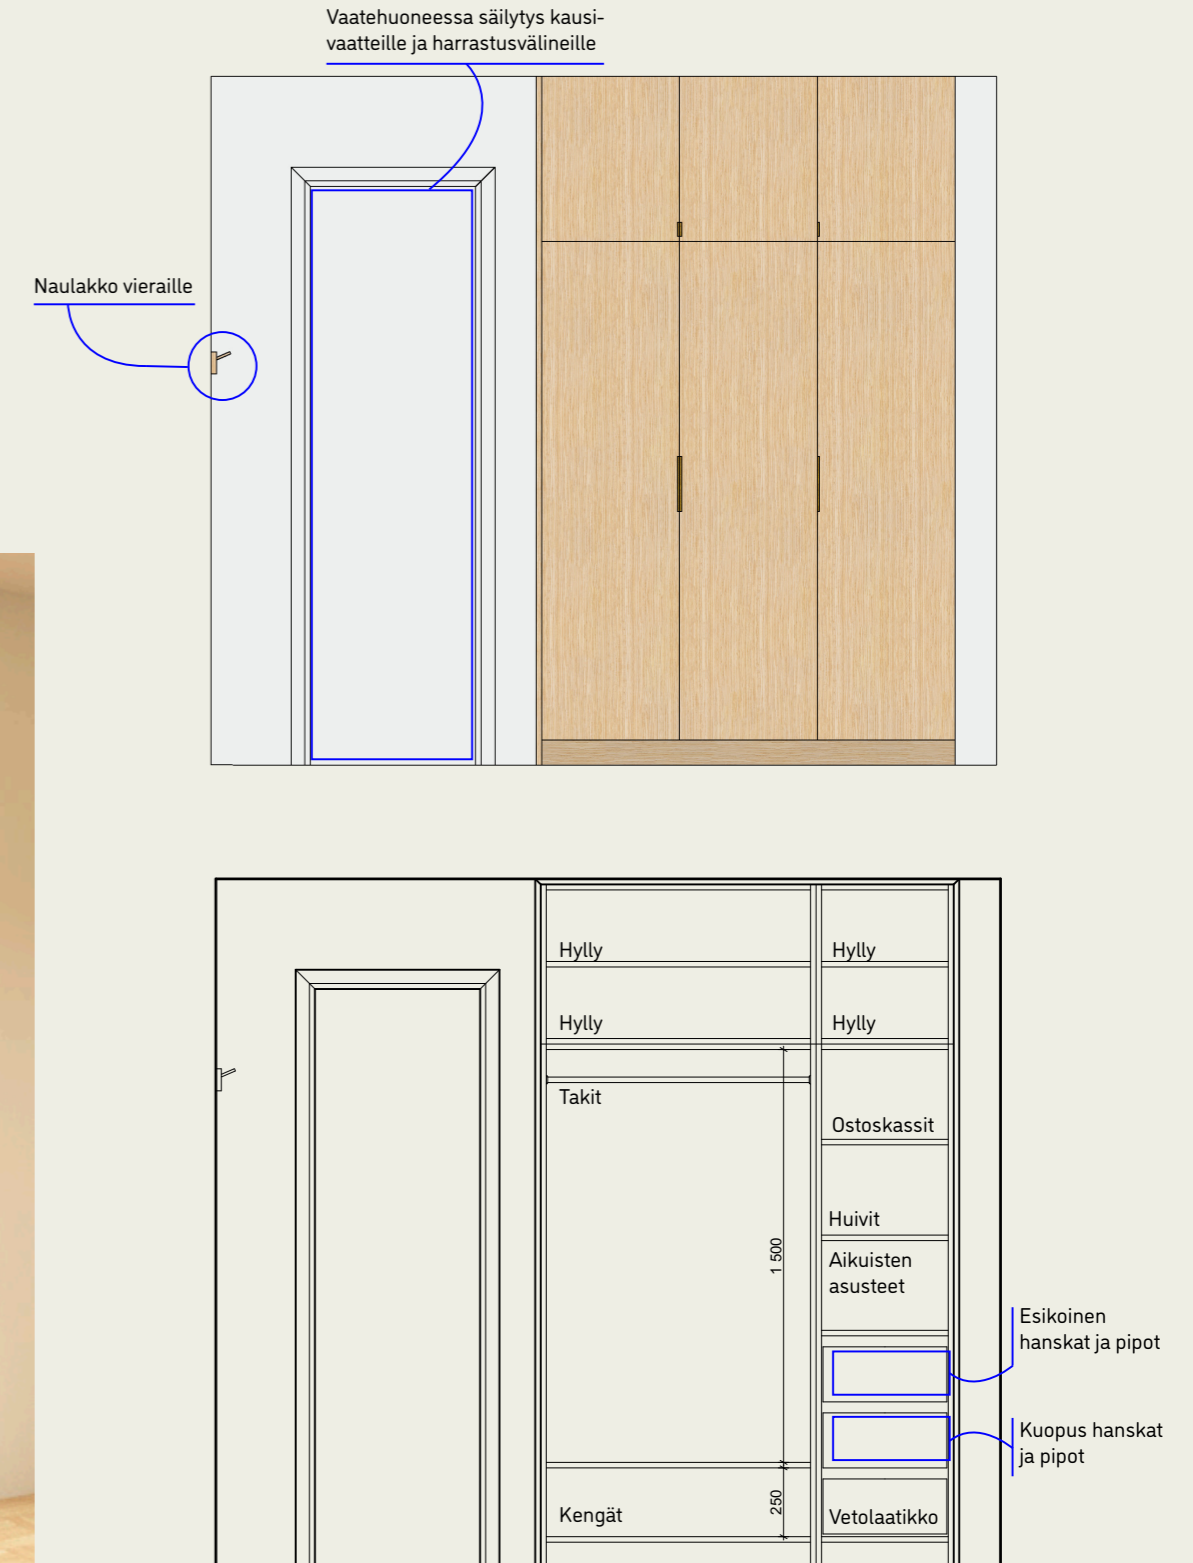 Vaatehuoneessa säilytys kausi-
vaatteille ja harrastusvälineille
Naulakko vieraille
Hylly
Hylly
Hylly
Hylly
Takit
Ostoskassit
Huivit
1 500
Aikuisten
asusteet
Esikoinen
hanskat ja pipot
Kuopus hanskat
ja pipot
250
Kengät
Vetolaatikko